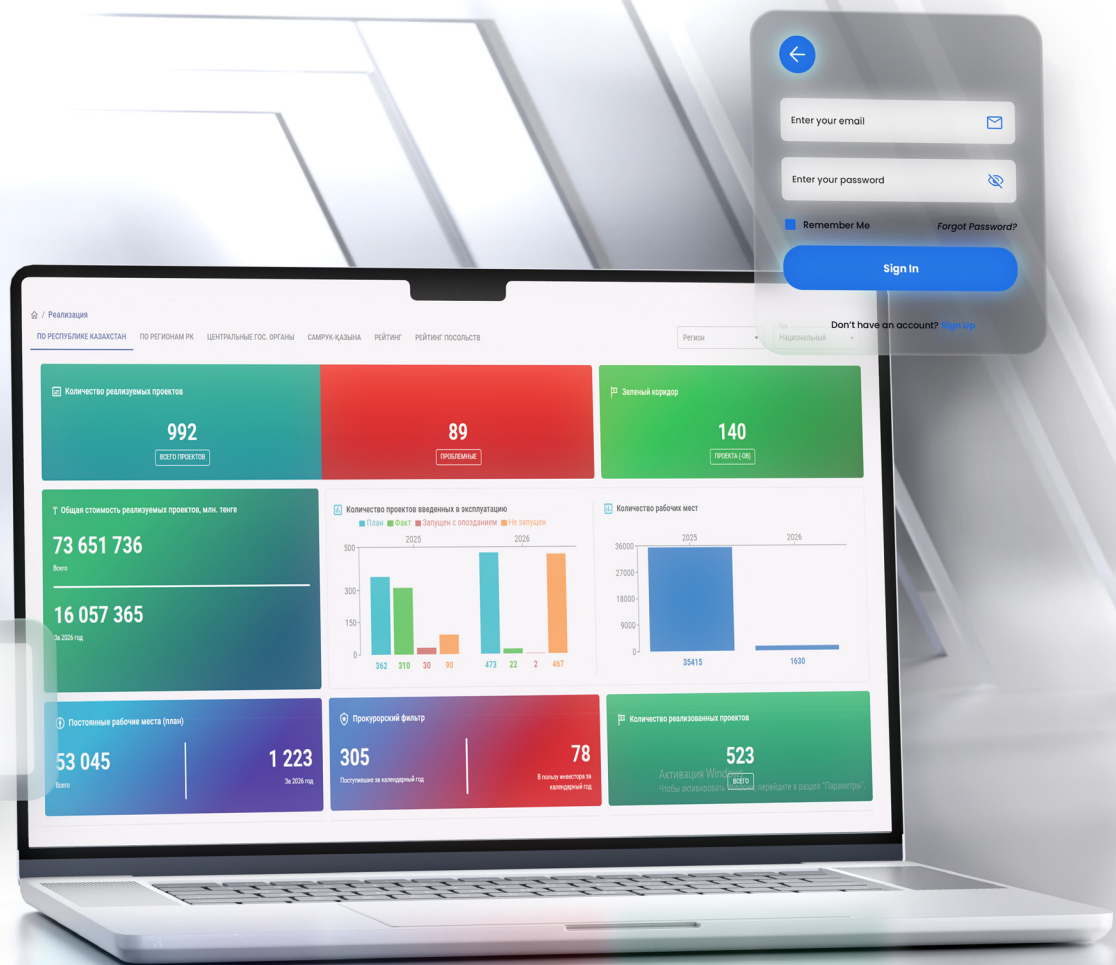 Enter your email
Enter your password
Remember Me Forgot Password?
Sign In
Don't have an account? Sign Up
/ Реализация
ПО РЕСПУБЛИКЕ КАЗАХСТАН ПО РЕГИОНАМ РК ЦЕНТРАЛЬНЫЕ ГОС. ОРГАНЫ САМРУК-ҚАЗЫНА РЕЙТИНГ РЕЙТИНГ ПОСОЛЬСТВ
Регион
Национальный
Количество реализуемых проектов
992
ВСЕГО ПРОЕКТОВ
89
ПРОБЛЕМНЫЕ
Зеленый коридор
140
ПРОЕКТА (-ОВ)
Общая стоимость реализуемых проектов, млн. тенге
73 651 736
Всего
16 057 365
За 2026 год
Количество проектов введенных в эксплуатацию
План Факт Запущен с опозданием Не запущен
2025 2026
500
300
150
0
362 310 30 90 473 22 2 467
Количество рабочих мест
2025 2026
36000
27000
18000
9000
0
35415 1630
Постоянные рабочие места (план)
53 045
Всего
1 223
За 2026 год
Прокурорский фильтр
305
Поступившие за календарный год
78
В пользу инвестора за
календарный год
Количество реализованных проектов
523
ВСЕГО
Активация Windows
Чтобы активировать Windows, перейдите в раздел "Параметры".